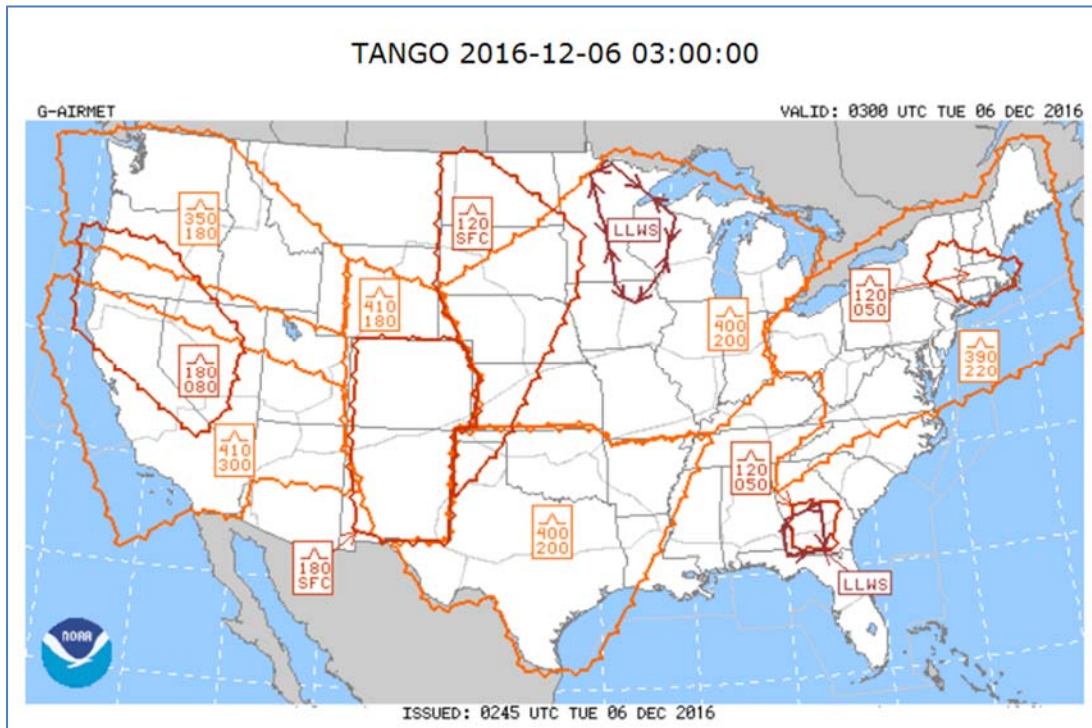 TANGO 2016-12-06 03:00:00
G-AIRMET
VALID: 0300 UTC TUE 06 DEC 2016
350
180
120
SFC
LLWS
410
180
120
050
400
200
390
220
180
080
410
300
120
050
400
200
180
SFC
LLWS
NOAA
ISSUED: 0245 UTC TUE 06 DEC 2016